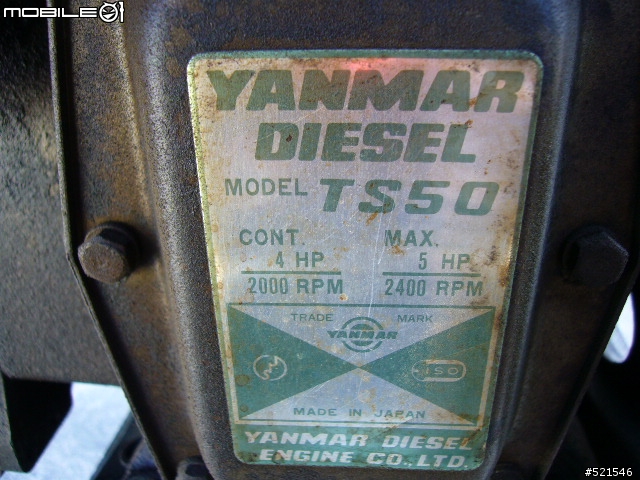 MOBILE01
YANMAR
DIESEL
MODEL TS50
CONT. MAX.
4 HP 5 HP
2000 RPM 2400 RPM
TRADE MARK
YANMAR
JSO
MADE IN JAPAN
YANMAR DIESEL
ENGINE CO., LTD.
#521546